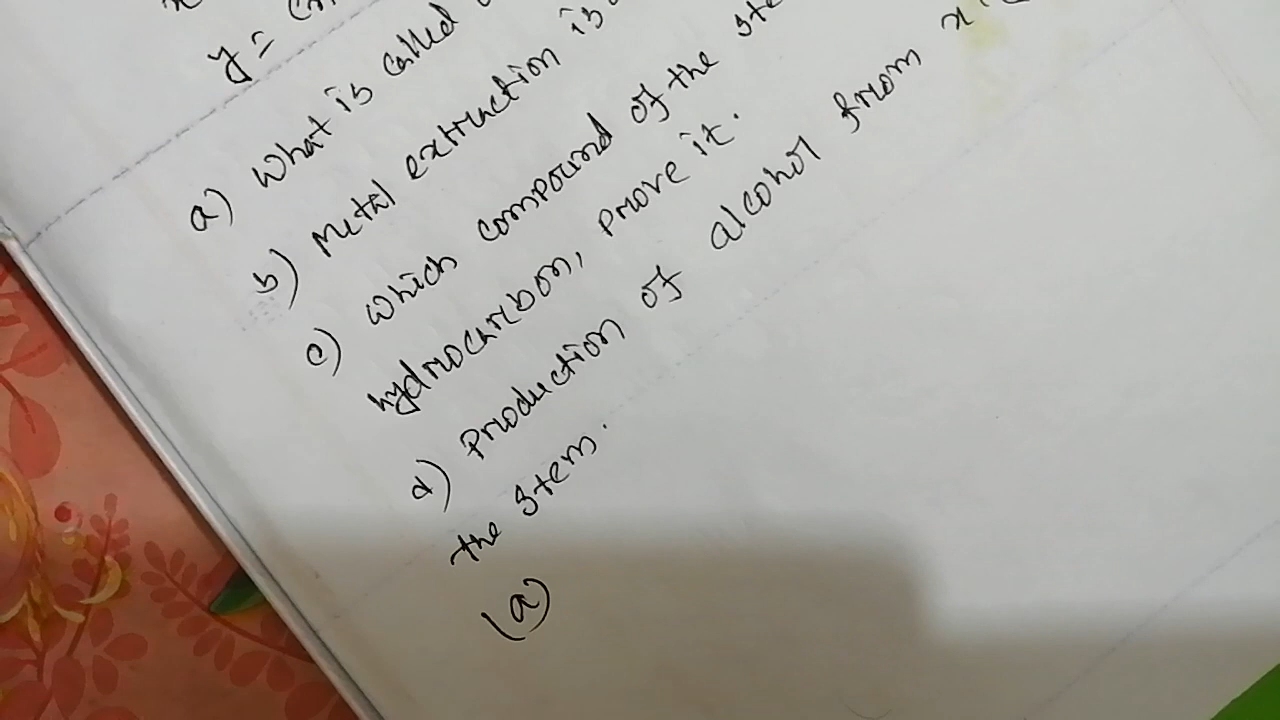 y =
a) What is called
b) Metal extraction is
c) Which compound of the ste
hydrocarbon, prove it.
d) Production of alcohol from x
the stem.
(a)